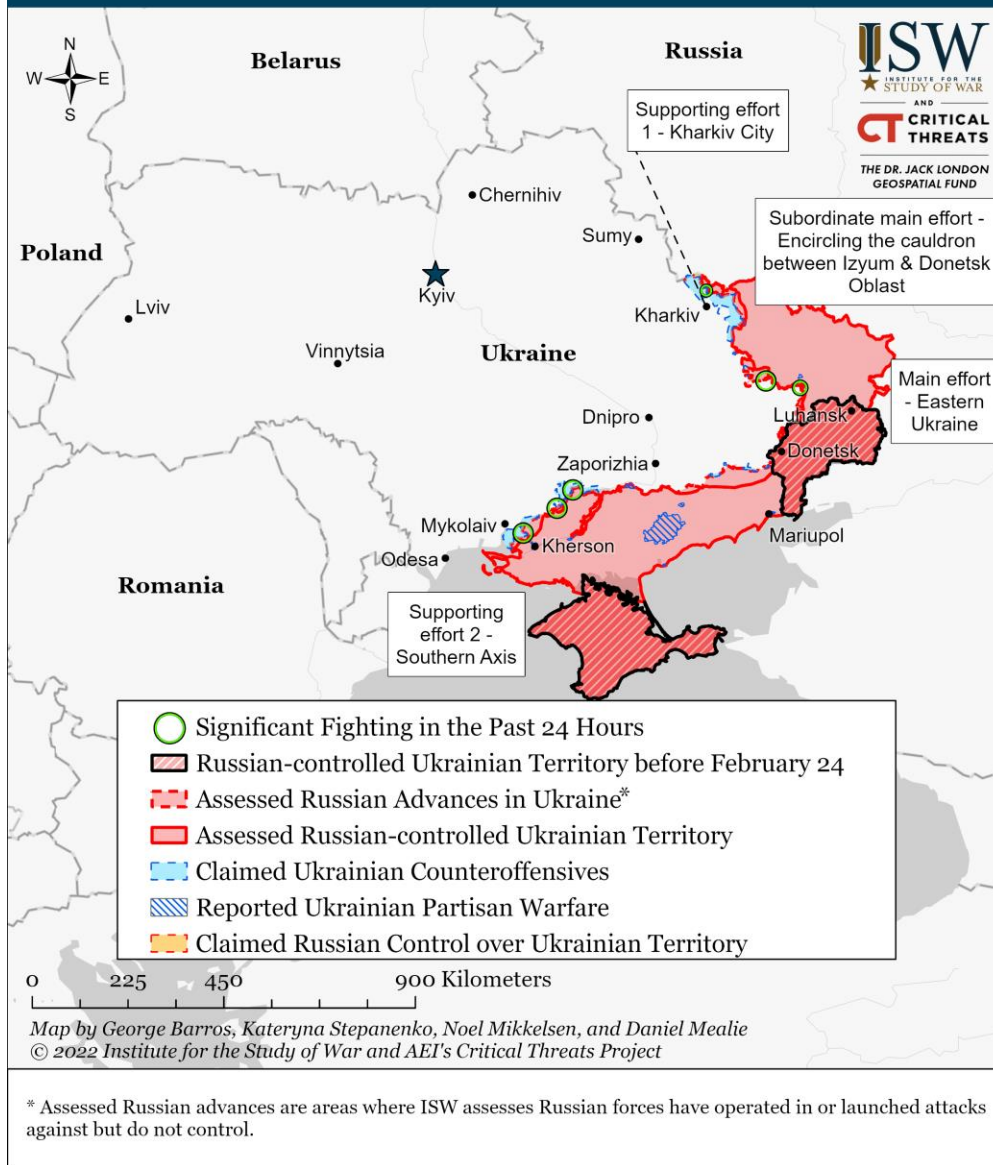 N
W E
S
Belarus
Russia
ISW
INSTITUTE FOR THE
STUDY OF WAR
AND
CT CRITICAL
THREATS
THE DR. JACK LONDON
GEOSPATIAL FUND
Supporting effort
1 - Kharkiv City
Chernihiv
Subordinate main effort -
Encircling the cauldron
between Izyum & Donetsk
Oblast
Sumy
Poland
Kyiv
Lviv
Kharkiv
Vinnytsia
Ukraine
Main effort
- Eastern
Ukraine
Dnipro
Luhansk
Donetsk
Zaporizhia
Mykolaiv
Mariupol
Odesa
Kherson
Romania
Supporting
effort 2 -
Southern Axis
Significant Fighting in the Past 24 Hours
Russian-controlled Ukrainian Territory before February 24
Assessed Russian Advances in Ukraine*
Assessed Russian-controlled Ukrainian Territory
Claimed Ukrainian Counteroffensives
Reported Ukrainian Partisan Warfare
Claimed Russian Control over Ukrainian Territory
0 225 450 900 Kilometers
Map by George Barros, Kateryna Stepanenko, Noel Mikkelsen, and Daniel Mealie
© 2022 Institute for the Study of War and AEI's Critical Threats Project
* Assessed Russian advances are areas where ISW assesses Russian forces have operated in or launched attacks
against but do not control.